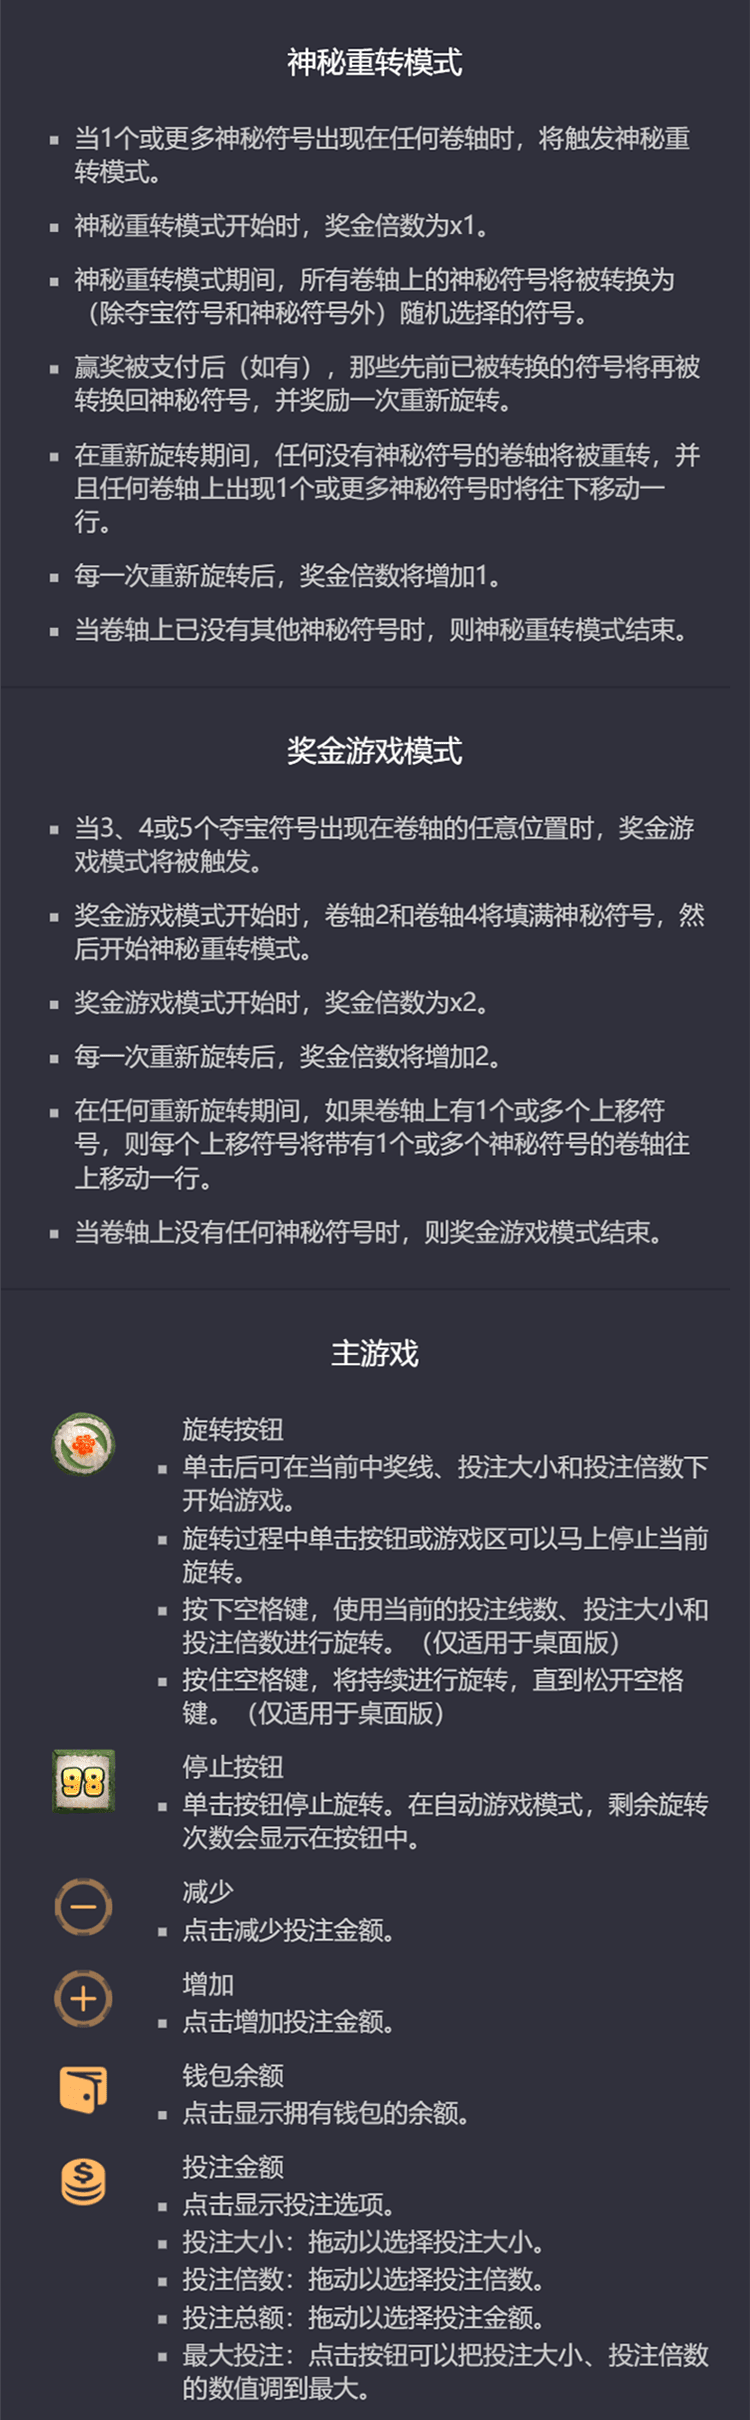 神秘重转模式
当1个或更多神秘符号出现在任何卷轴时，将触发神秘重
转模式。
神秘重转模式开始时，奖金倍数为x1。
神秘重转模式期间，所有卷轴上的神秘符号将被转换为
（除夺宝符号和神秘符号外）随机选择的符号。
赢奖被支付后（如有），那些先前已被转换的符号将再被
转换回神秘符号，并奖励一次重新旋转。
在重新旋转期间，任何没有神秘符号的卷轴将被重转，并
且任何卷轴上出现1个或更多神秘符号时将往下移动一
行。
每一次重新旋转后，奖金倍数将增加1。
当卷轴上已没有其他神秘符号时，则神秘重转模式结束。
奖金游戏模式
当3、4或5个夺宝符号出现在卷轴的任意位置时，奖金游
戏模式将被触发。
奖金游戏模式开始时，卷轴2和卷轴4将填满神秘符号，然
后开始神秘重转模式。
奖金游戏模式开始时，奖金倍数为x2。
每一次重新旋转后，奖金倍数将增加2。
在任何重新旋转期间，如果卷轴上有1个或多个上移符
号，则每个上移符号将带有1个或多个神秘符号的卷轴往
上移动一行。
当卷轴上没有任何神秘符号时，则奖金游戏模式结束。
主游戏
旋转按钮
单击后可在当前中奖线、投注大小和投注倍数下
开始游戏。
旋转过程中单击按钮或游戏区可以马上停止当前
旋转。
按下空格键，使用当前的投注线数、投注大小和
投注倍数进行旋转。（仅适用于桌面版）
按住空格键，将持续进行旋转，直到松开空格
键。（仅适用于桌面版）
98
停止按钮
单击按钮停止旋转。在自动游戏模式，剩余旋转
次数会显示在按钮中。
减少
点击减少投注金额。
增加
点击增加投注金额。
钱包余额
点击显示拥有钱包的余额。
$
投注金额
点击显示投注选项。
投注大小：拖动以选择投注大小。
投注倍数：拖动以选择投注倍数。
投注总额：拖动以选择投注金额。
最大投注：点击按钮可以把投注大小、投注倍数
的数值调到最大。